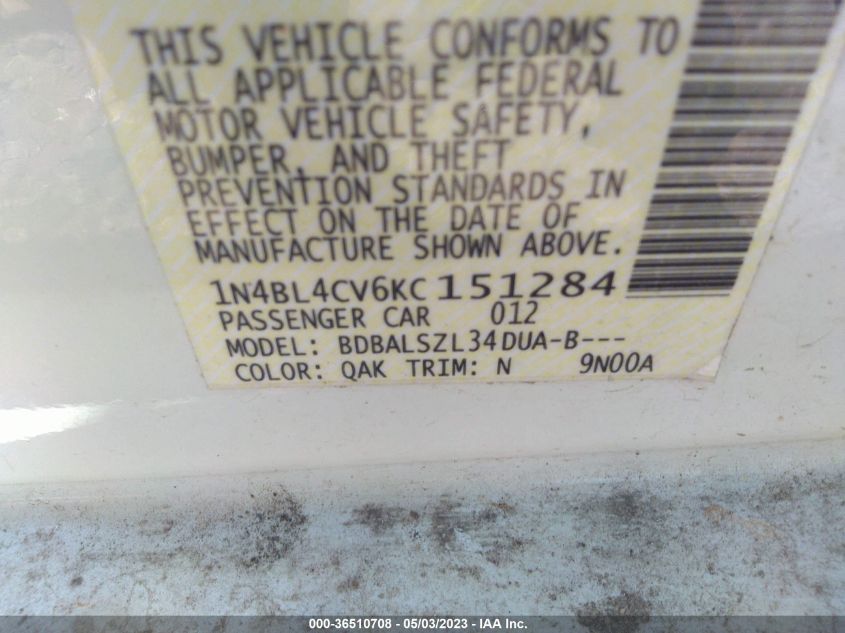 THIS VEHICLE CONFORMS TO
ALL APPLICABLE FEDERAL
MOTOR VEHICLE SAFETY,
BUMPER, AND THEFT
PREVENTION STANDARDS IN
EFFECT ON THE DATE OF
MANUFACTURE SHOWN ABOVE.
1N4BL4CV6KC151284
PASSENGER CAR 012
MODEL: BDBALSZL34DUA-B---
COLOR: QAK TRIM: N 9N00A
000-36510708 - 05/03/2023 - IAA Inc.